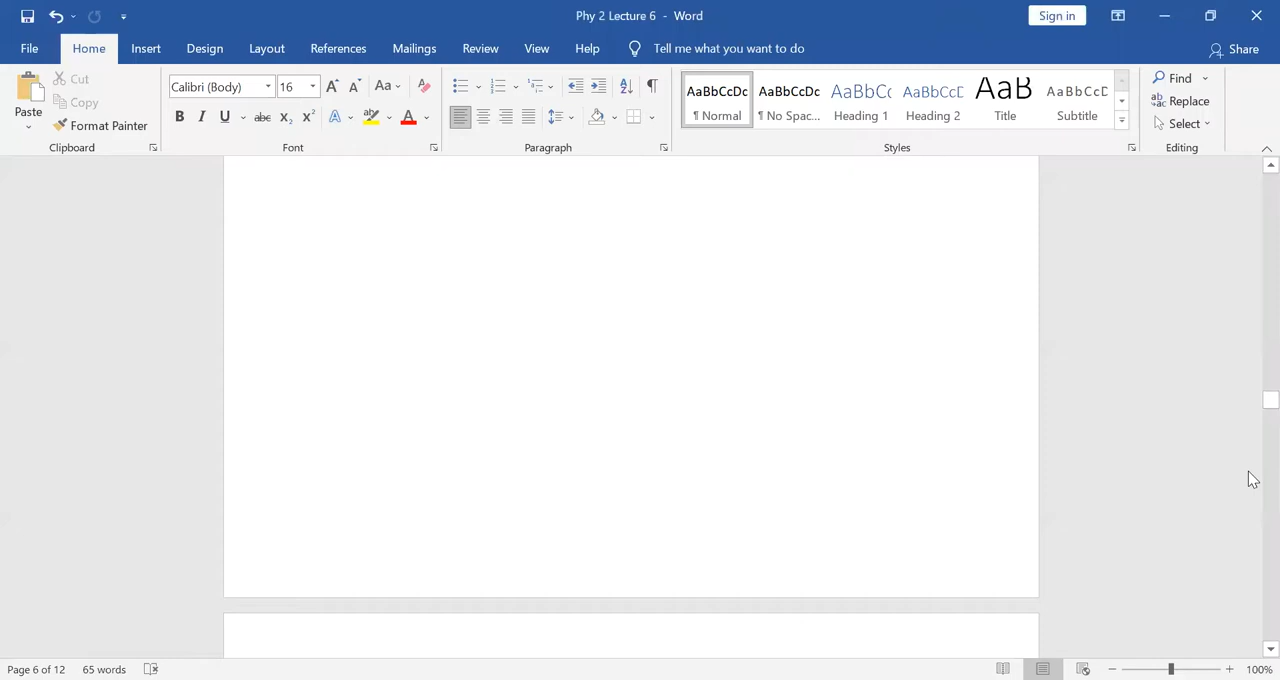 Phy 2 Lecture 6 - Word
Sign in
File Home Insert Design Layout References Mailings Review View Help Tell me what you want to do Share
Paste
Cut
Copy
Format Painter
Clipboard
Calibri (Body) 16
Font
Paragraph
AaBbCcDc
¶ Normal
AaBbCcDc
¶ No Spac...
AaBbCc
Heading 1
AaBbCcD
Heading 2
AaB
Title
AaBbCcD
Subtitle
Styles
Find
Replace
Select
Editing
Page 6 of 12 65 words 100%